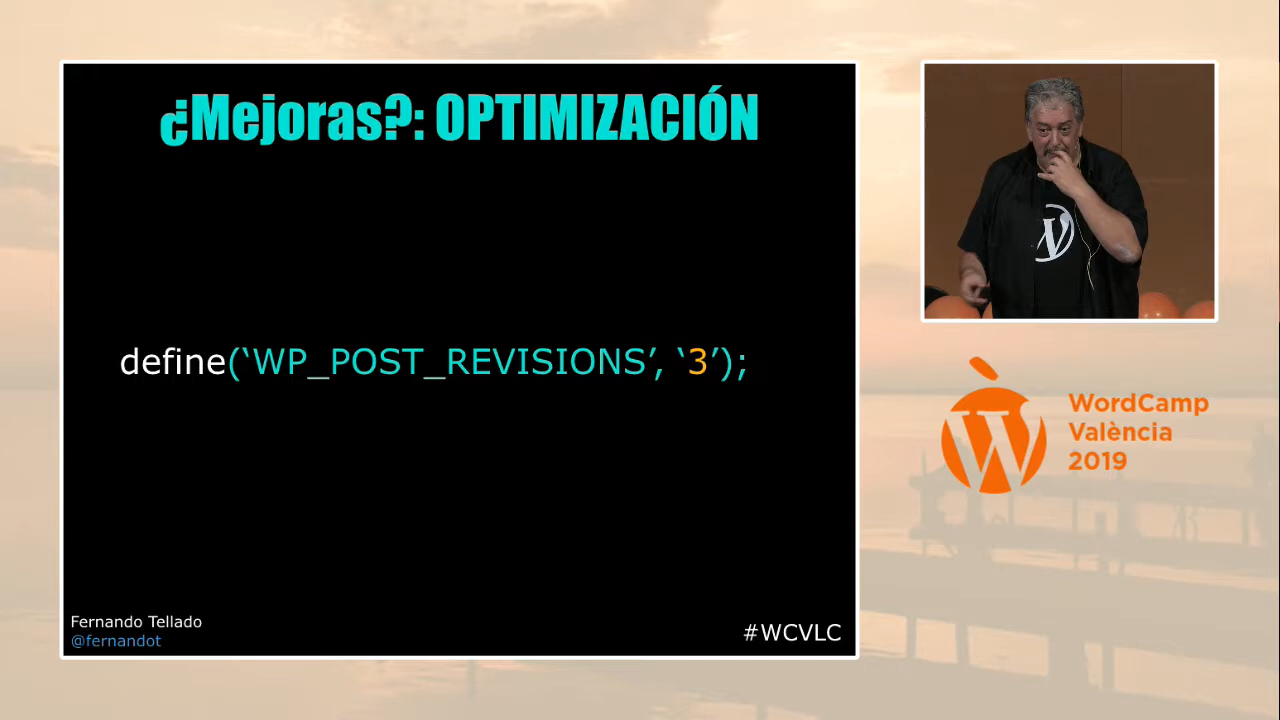 ¿Mejoras?: OPTIMIZACIÓN
define(‘WP_POST_REVISIONS’, ‘3’);
Fernando Tellado
@fernandot
#WCVLC
WordCamp
València
2019